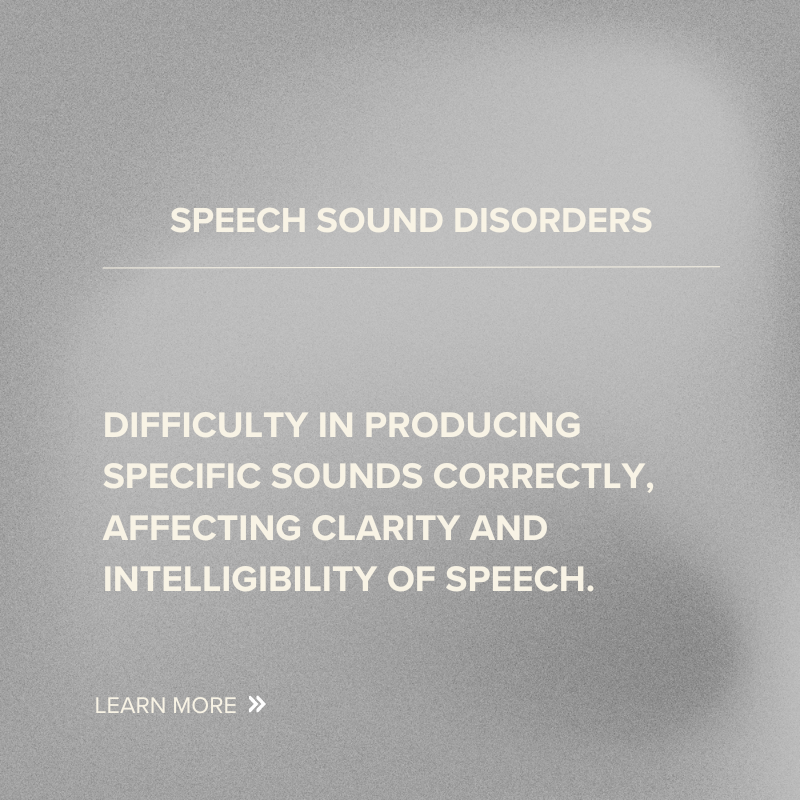 SPEECH SOUND DISORDERS
DIFFICULTY IN PRODUCING
SPECIFIC SOUNDS CORRECTLY,
AFFECTING CLARITY AND
INTELLIGIBILITY OF SPEECH.
LEARN MORE »